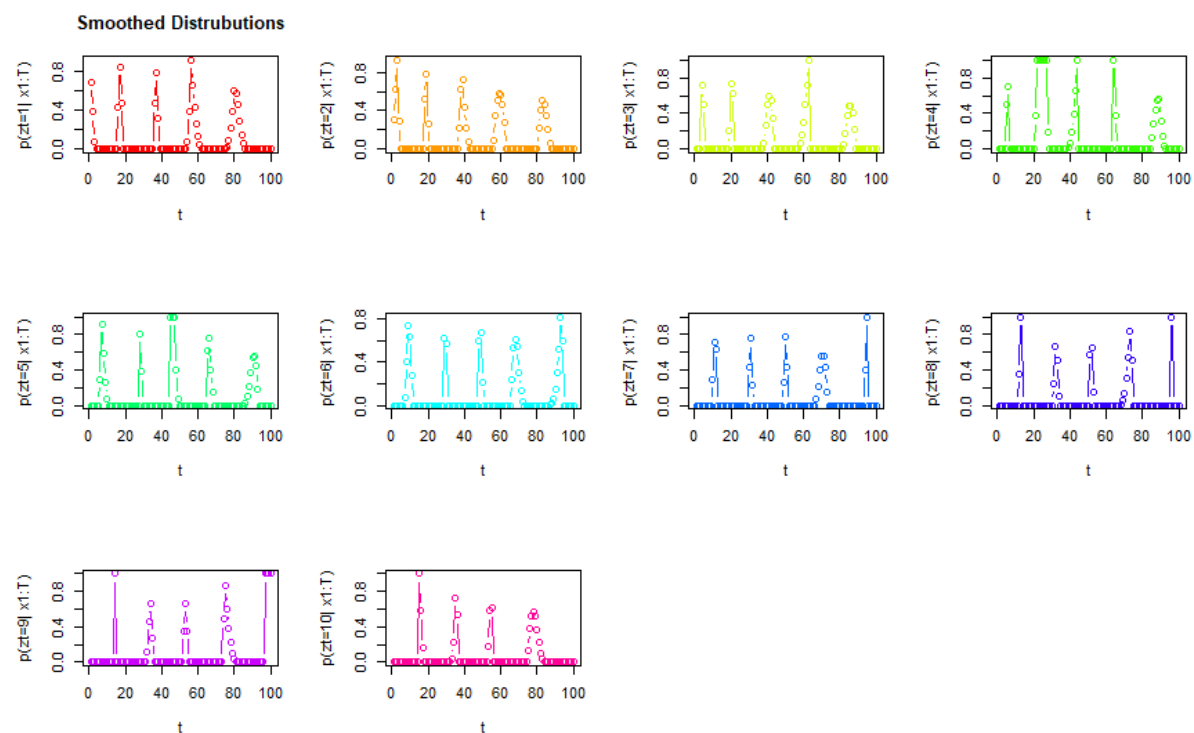 Smoothed Distrubutions
p(zt=1| x1:T)
0.0 0.4 0.8
0 20 40 60 80 100
t
p(zt=2| x1:T)
0.0 0.4 0.8
0 20 40 60 80 100
t
p(zt=3| x1:T)
0.0 0.4 0.8
0 20 40 60 80 100
t
p(zt=4| x1:T)
0.0 0.4 0.8
0 20 40 60 80 100
t
p(zt=5| x1:T)
0.0 0.4 0.8
0 20 40 60 80 100
t
p(zt=6| x1:T)
0.0 0.4 0.8
0 20 40 60 80 100
t
p(zt=7| x1:T)
0.0 0.4 0.8
0 20 40 60 80 100
t
p(zt=8| x1:T)
0.0 0.4 0.8
0 20 40 60 80 100
t
p(zt=9| x1:T)
0.0 0.4 0.8
0 20 40 60 80 100
t
p(zt=10| x1:T)
0.0 0.4 0.8
0 20 40 60 80 100
t